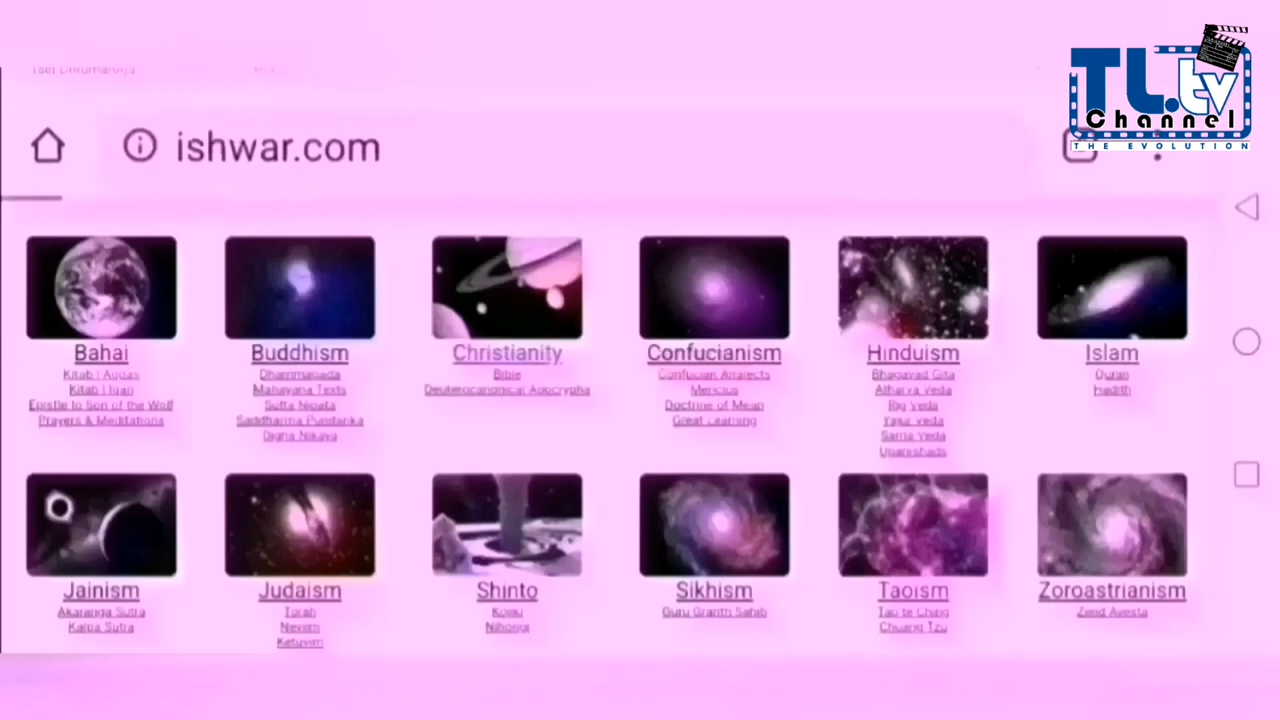 TL.tv
Channel
THE EVOLUTION
ishwar.com
Bahai
Buddhism
Christianity
Confucianism
Hinduism
Islam
Kitab i Aqdas
Dhammapada
Bible
Confucian Analects
Bhagavad Gita
Quran
Kitab i Iqan
Mahayana Texts
Deuterocanonical Apocrypha
Mencius
Atharva Veda
Hadith
Epistle to Son of the Wolf
Sutta Nipata
Doctrine of Mean
Rig Veda
Prayers & Meditations
Saddharma Pundarika
Great Learning
Yajur Veda
Digha Nikaya
Sama Veda
Upanishads
Jainism
Judaism
Shinto
Sikhism
Taoism
Zoroastrianism
Akaranga Sutra
Torah
Kojiki
Guru Granth Sahib
Tao te Ching
Zend Avesta
Kalpa Sutra
Neviim
Nihongi
Chuang Tzu
Ketuvim